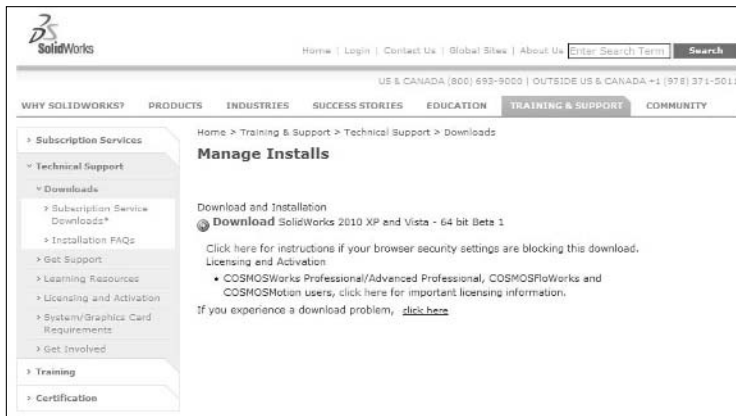 SolidWorks
Home | Login | Contact Us | Global Sites | About Us Enter Search Term Search
US & CANADA (800) 693-9000 | OUTSIDE US & CANADA +1 (978) 371-5011
WHY SOLIDWORKS? PRODUCTS INDUSTRIES SUCCESS STORIES EDUCATION TRAINING & SUPPORT COMMUNITY
Subscription Services
Technical Support
Downloads
Subscription Service
Downloads*
Installation FAQs
Get Support
Learning Resources
Licensing and Activation
System/Graphics Card
Requirements
Get Involved
Training
Certification
Home > Training & Support > Technical Support > Downloads
Manage Installs
Download and Installation
Download SolidWorks 2010 XP and Vista - 64 bit Beta 1
Click here for instructions if your browser security settings are blocking this download.
Licensing and Activation
• COSMOSWorks Professional/Advanced Professional, COSMOSFloWorks and
COSMOSMotion users, click here for important licensing information.
If you experience a download problem, click here